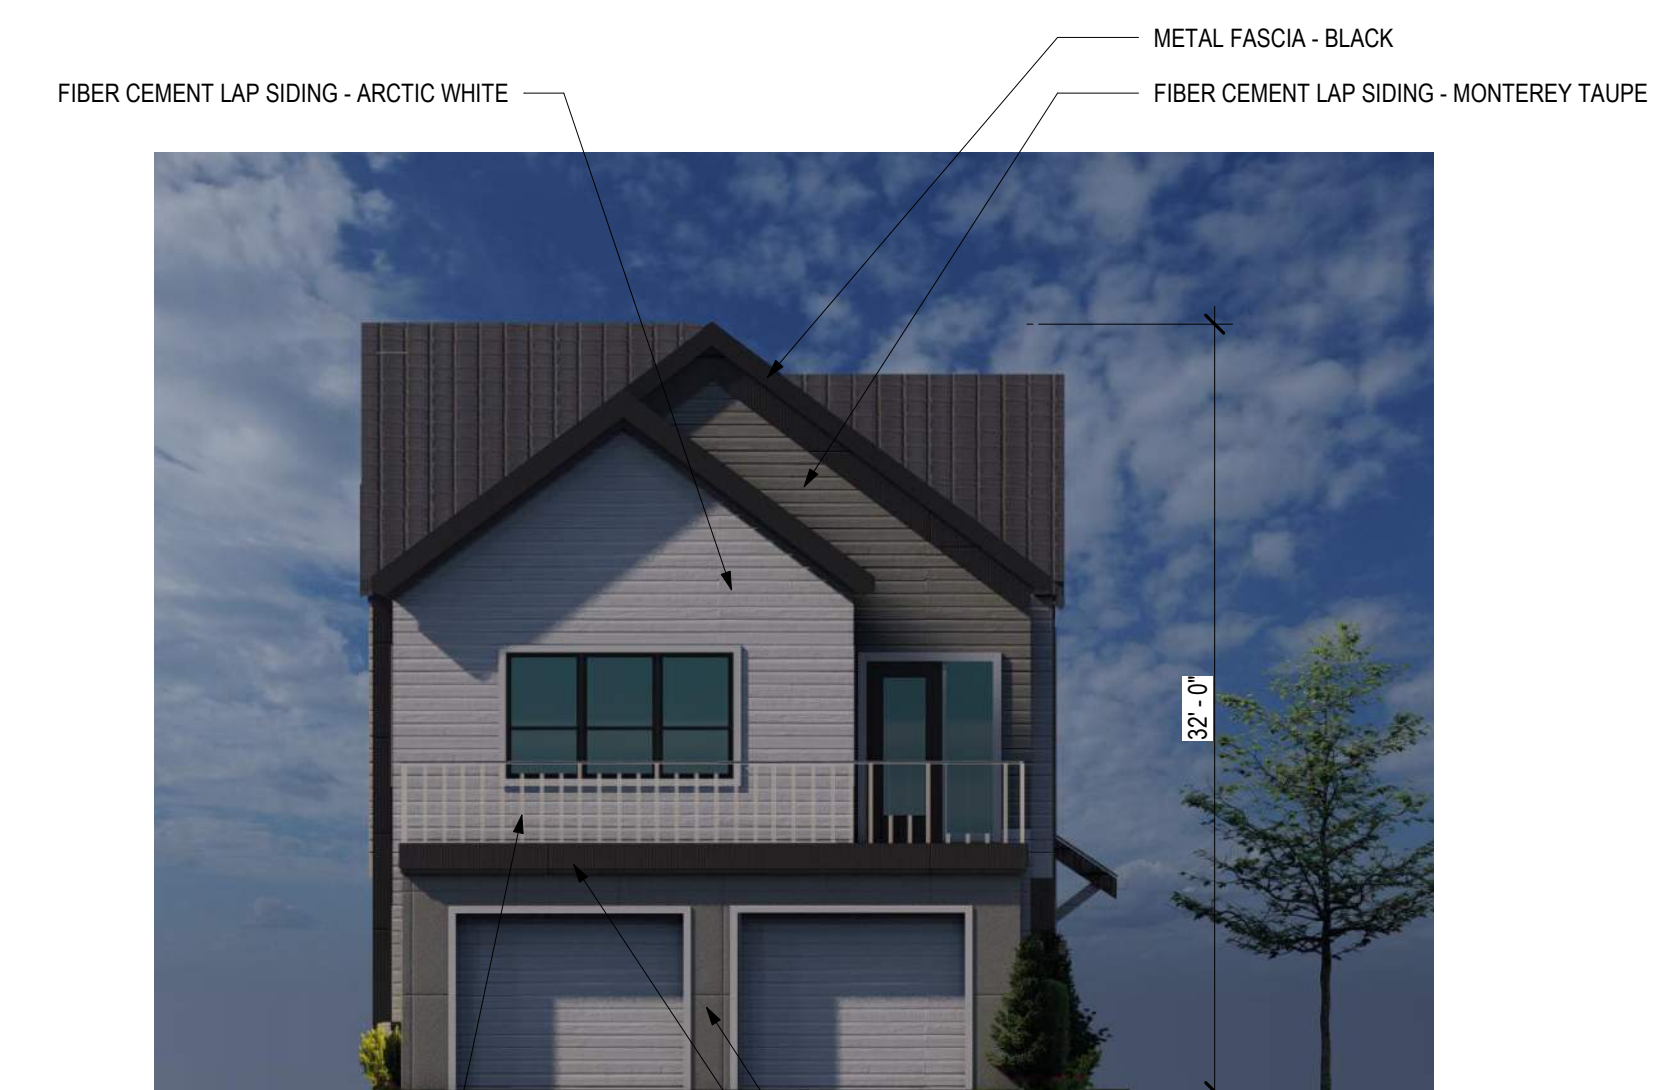 METAL FASCIA - BLACK
FIBER CEMENT LAP SIDING - ARCTIC WHITE
FIBER CEMENT LAP SIDING - MONTEREY TAUPE
32' - 0"